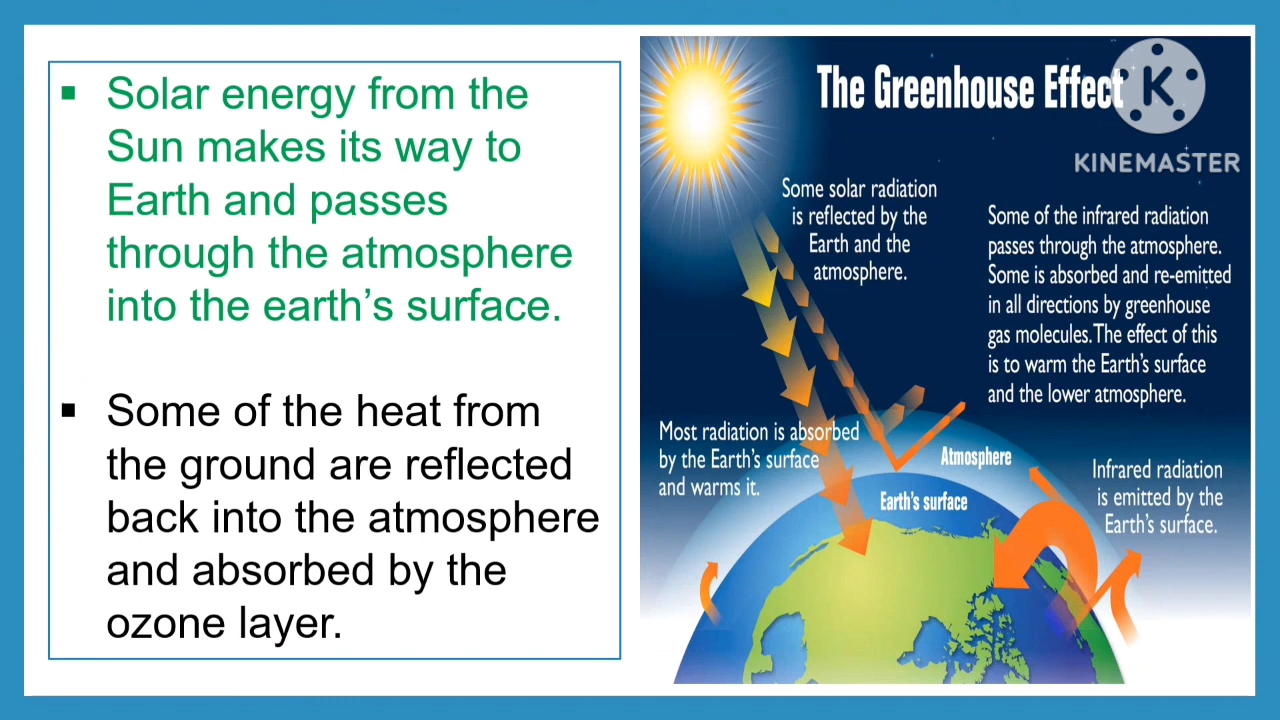 ▪ Solar energy from the
Sun makes its way to
Earth and passes
through the atmosphere
into the earth’s surface.
▪ Some of the heat from
the ground are reflected
back into the atmosphere
and absorbed by the
ozone layer.
The Greenhouse Effect
K
KINEMASTER
Some solar radiation
is reflected by the
Earth and the
atmosphere.
Some of the infrared radiation
passes through the atmosphere.
Some is absorbed and re-emitted
in all directions by greenhouse
gas molecules. The effect of this
is to warm the Earth’s surface
and the lower atmosphere.
Most radiation is absorbed
by the Earth’s surface
and warms it.
Atmosphere
Earth’s surface
Infrared radiation
is emitted by the
Earth’s surface.